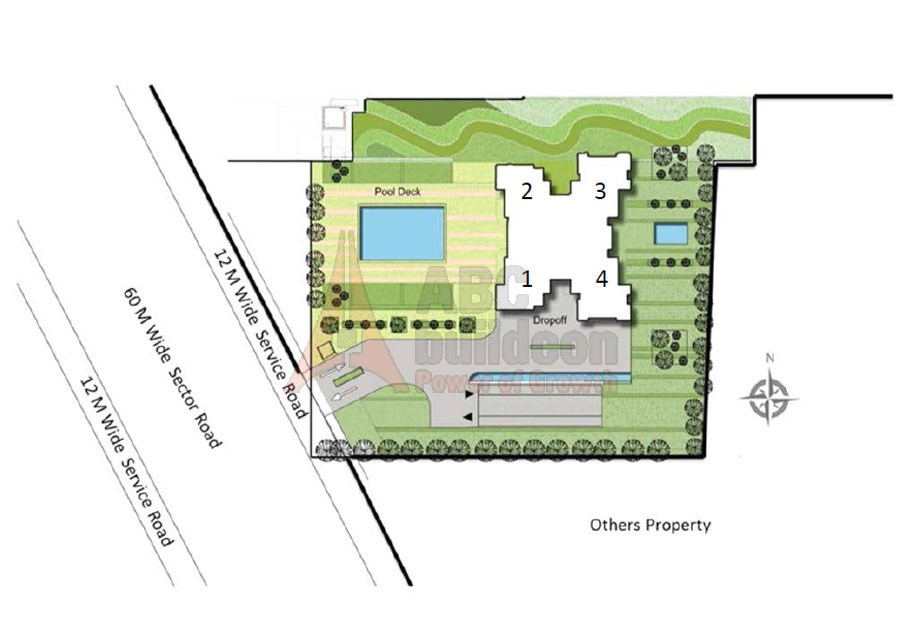 Pool Deck
2
3
1
4
Dropoff
ABC
buildcon
Power of Growth
12 M Wide Service Road
60 M Wide Sector Road
12 M Wide Service Road
N
Others Property